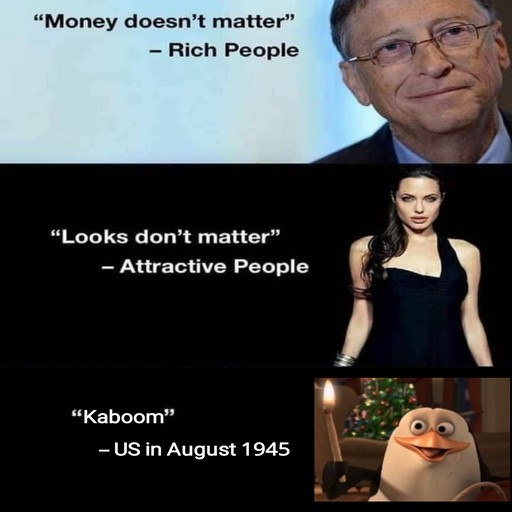 “Money doesn’t matter”
– Rich People
“Looks don’t matter”
– Attractive People
“Kaboom”
– US in August 1945